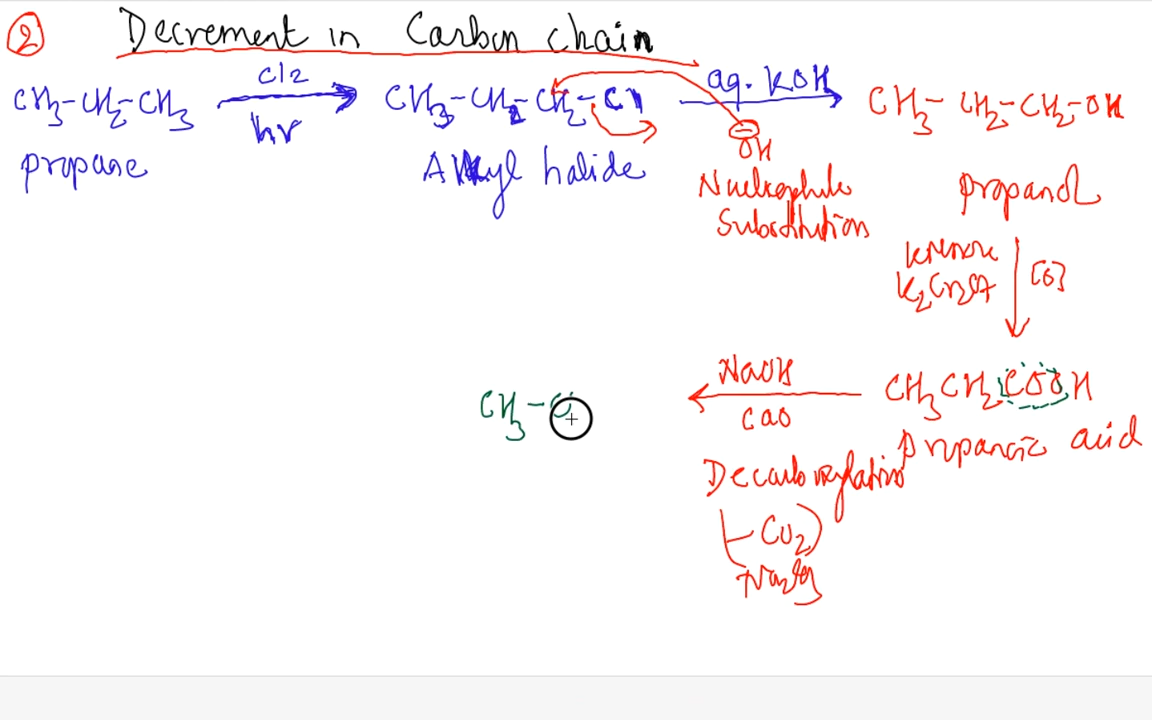 ② Decrement in Carbon chain
CH3-CH2-CH3 Cl2 hv CH3-CH2-CH2-Cl aq. KOH CH3-CH2-CH2-OH
propane Alkyl halide ⊖OH propanol
Nucleophile
Substitution
KMnO4 [O]
K2Cr2O7
CH3-C NaOH CH3CH2COOH
CaO
Propanoic acid
Decarboxylation
(-CO2)